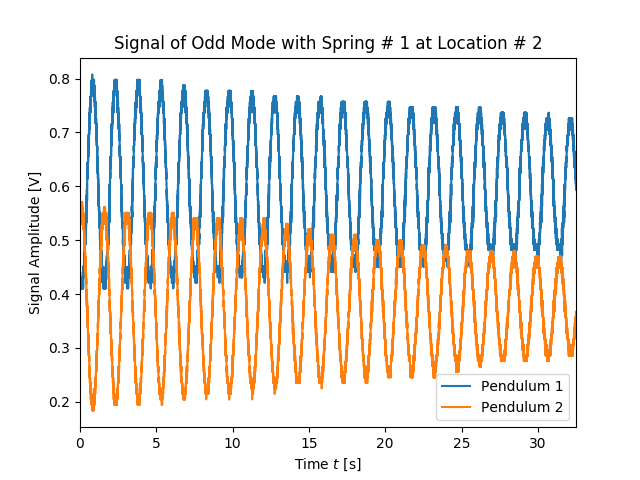 Signal of Odd Mode with Spring # 1 at Location # 2
Signal Amplitude [V]
0.8
0.7
0.6
0.5
0.4
0.3
0.2
Pendulum 1
Pendulum 2
0 5 10 15 20 25 30
Time t [s]